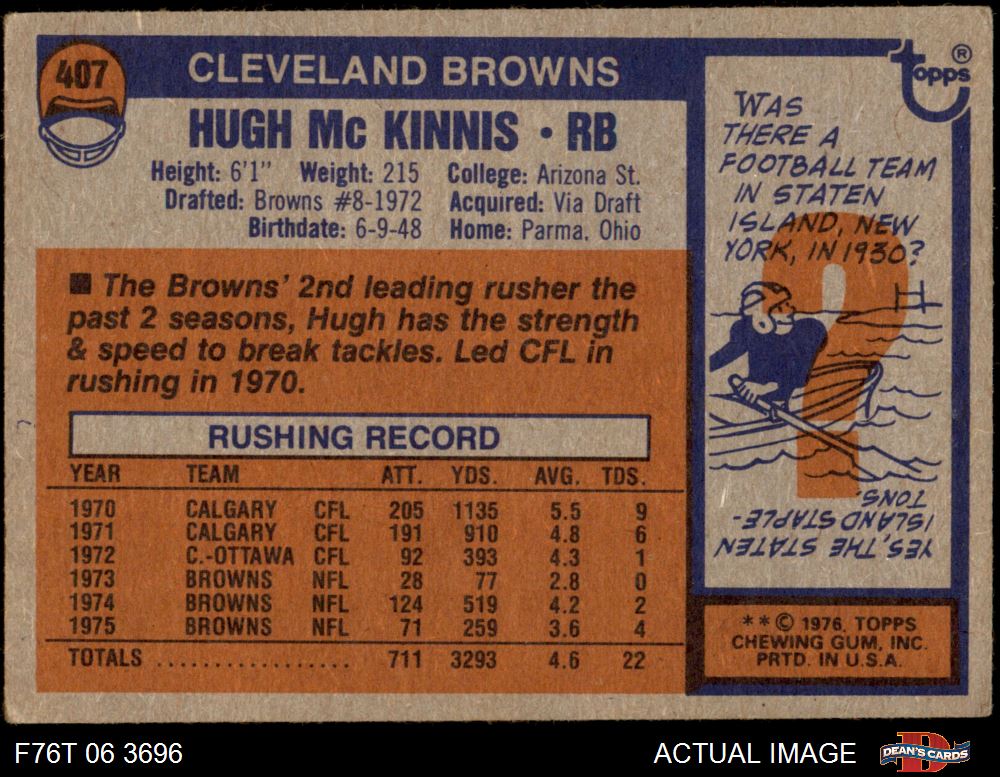 407
CLEVELAND BROWNS
HUGH Mc KINNIS • RB
Height: 6'1" Weight: 215 College: Arizona St.
Drafted: Browns #8-1972 Acquired: Via Draft
Birthdate: 6-9-48 Home: Parma, Ohio
■ The Browns' 2nd leading rusher the
past 2 seasons, Hugh has the strength
& speed to break tackles. Led CFL in
rushing in 1970.
RUSHING RECORD
YEAR TEAM ATT. YDS. AVG. TDS.
1970 CALGARY CFL 205 1135 5.5 9
1971 CALGARY CFL 191 910 4.8 6
1972 C.-OTTAWA CFL 92 393 4.3 1
1973 BROWNS NFL 28 77 2.8 0
1974 BROWNS NFL 124 519 4.2 2
1975 BROWNS NFL 71 259 3.6 4
TOTALS .................. 711 3293 4.6 22
Topps ®
WAS
THERE A
FOOTBALL TEAM
IN STATEN
ISLAND, NEW
YORK, IN 1930?
?
YES, THE STATEN
ISLAND STAPLE-
TONS.
**© 1976, TOPPS
CHEWING GUM, INC.
PRTD. IN U.S.A.
F76T 06 3696
ACTUAL IMAGE
D
DEAN'S CARDS